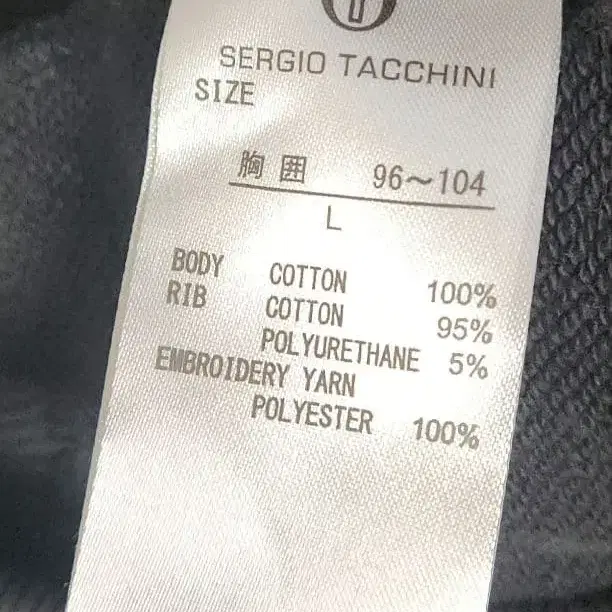 SERGIO TACCHINI
SIZE
胸囲 96～104
L
BODY COTTON 100%
RIB COTTON 95%
POLYURETHANE 5%
EMBROIDERY YARN
POLYESTER 100%